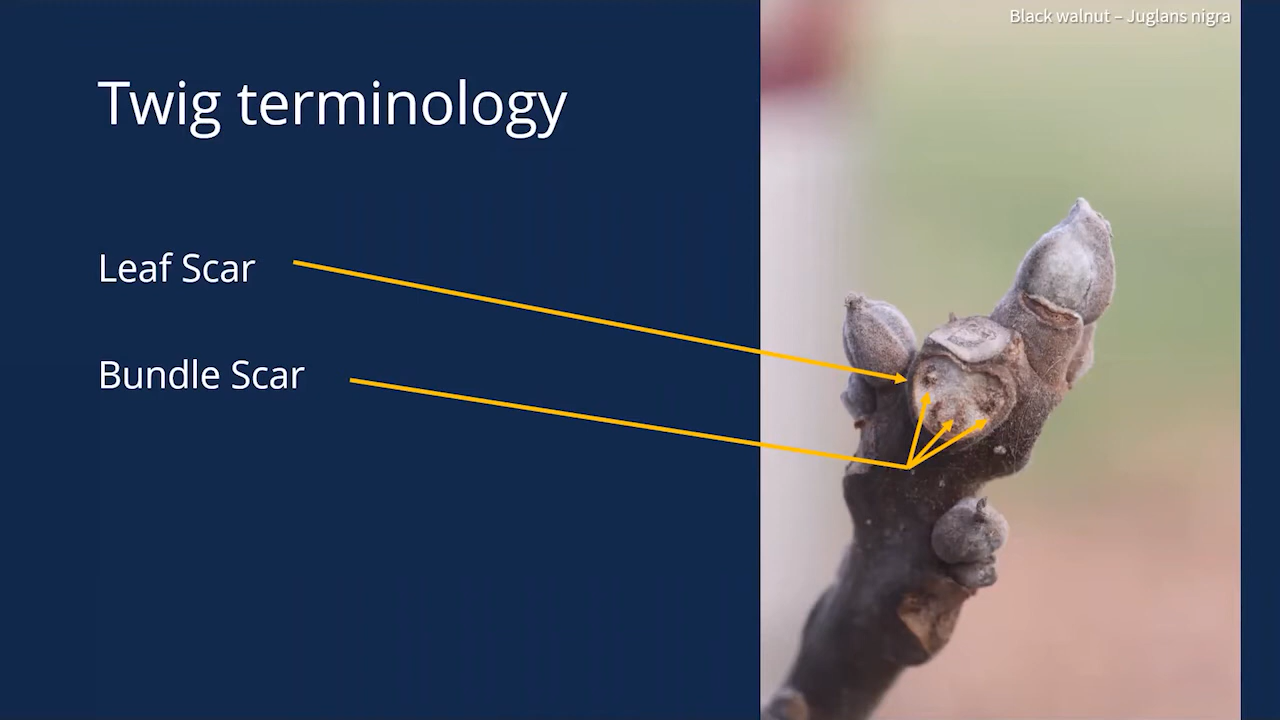 Black walnut – Juglans nigra
Twig terminology
Leaf Scar
Bundle Scar